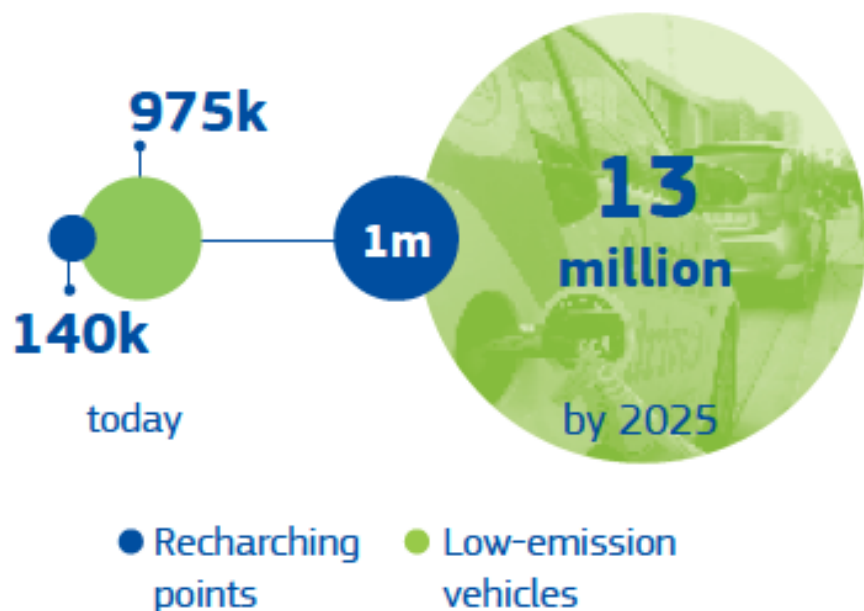 975k
140k
today
1m
13
million
by 2025
Recharching
points
Low-emission
vehicles